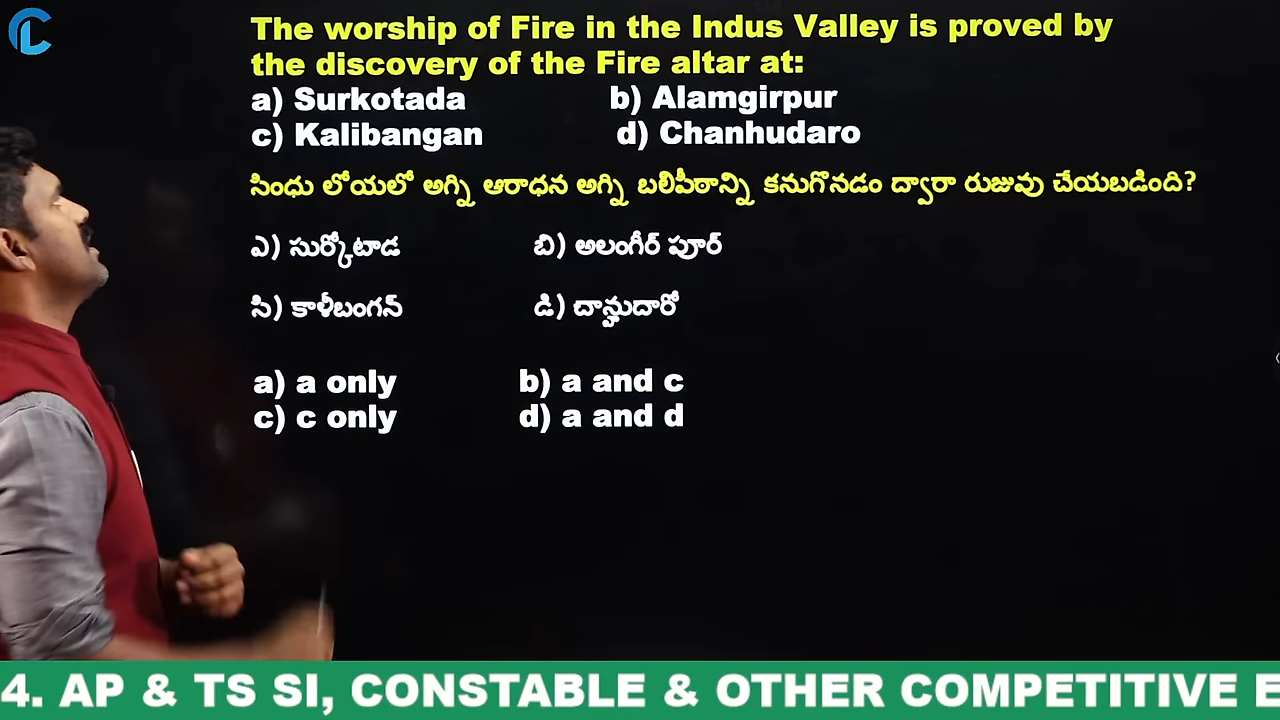 The worship of Fire in the Indus Valley is proved by
the discovery of the Fire altar at:
a) Surkotada b) Alamgirpur
c) Kalibangan d) Chanhudaro
సింధు లోయలో అగ్ని ఆరాధన అగ్ని బలిపీఠాన్ని కనుగొనడం ద్వారా రుజువు చేయబడింది?
ఎ) సుర్కోటాడ బి) అలంగీర్ పూర్
సి) కాళీబంగన్ డి) చాన్హుదారో
a) a only b) a and c
c) c only d) a and d
4. AP & TS SI, CONSTABLE & OTHER COMPETITIVE E